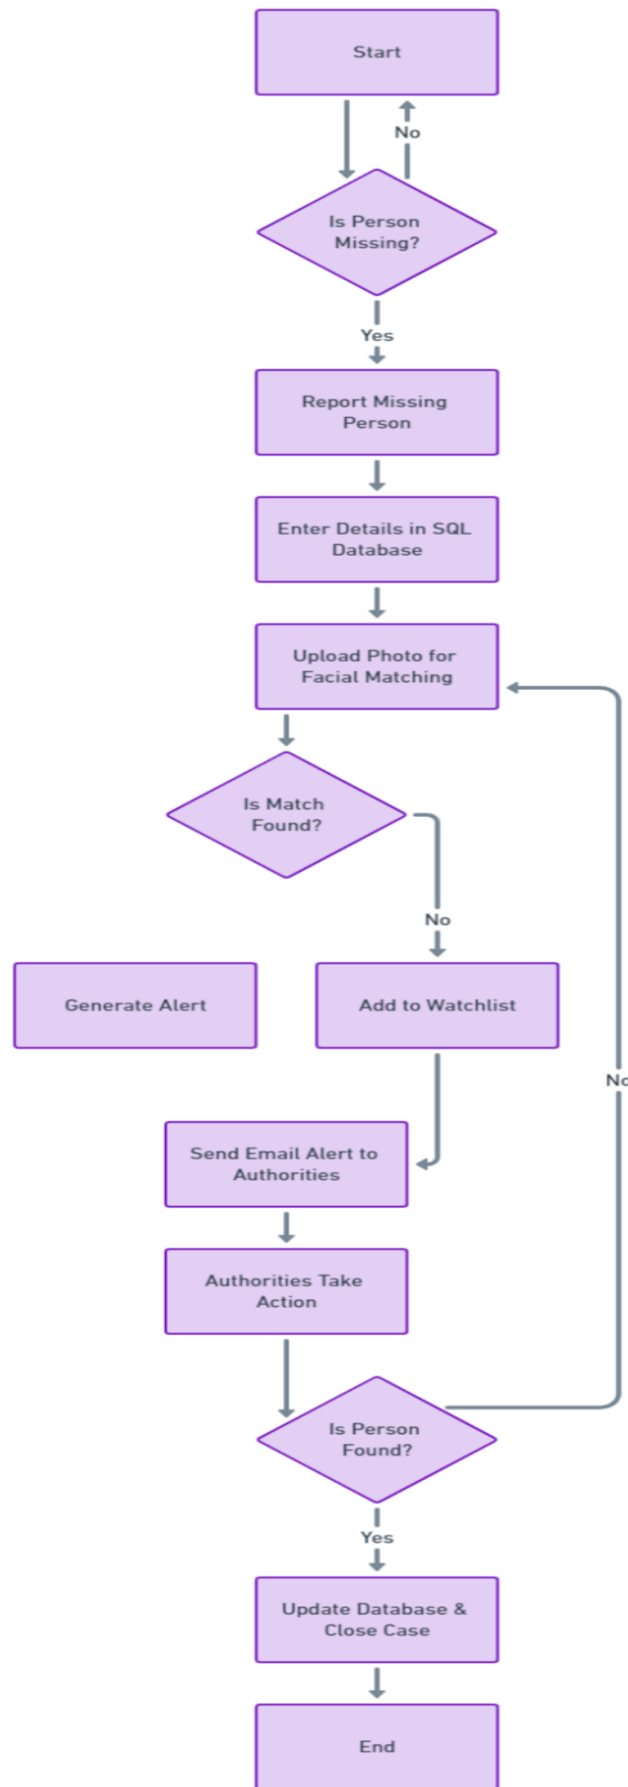 Start
No
Is Person
Missing?
Yes
Report Missing
Person
Enter Details in SQL
Database
Upload Photo for
Facial Matching
Is Match
Found?
No
Generate Alert
Add to Watchlist
No
Send Email Alert to
Authorities
Authorities Take
Action
Is Person
Found?
Yes
Update Database &
Close Case
End